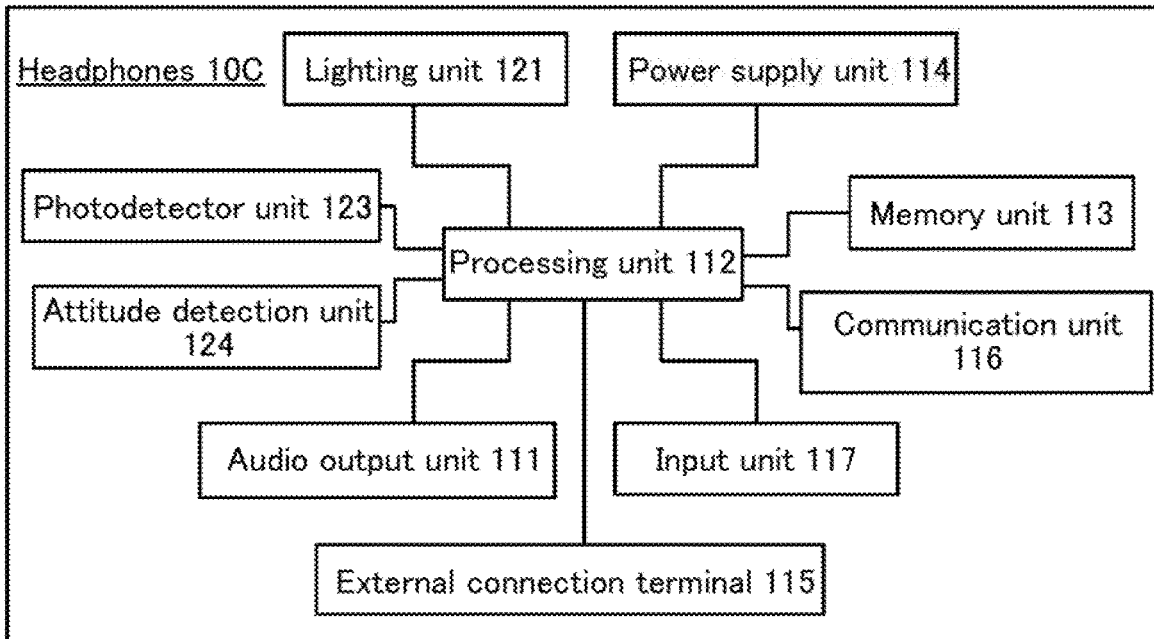 Headphones 10C
Lighting unit 121
Power supply unit 114
Photodetector unit 123
Memory unit 113
Processing unit 112
Attitude detection unit
124
Communication unit
116
Audio output unit 111
Input unit 117
External connection terminal 115